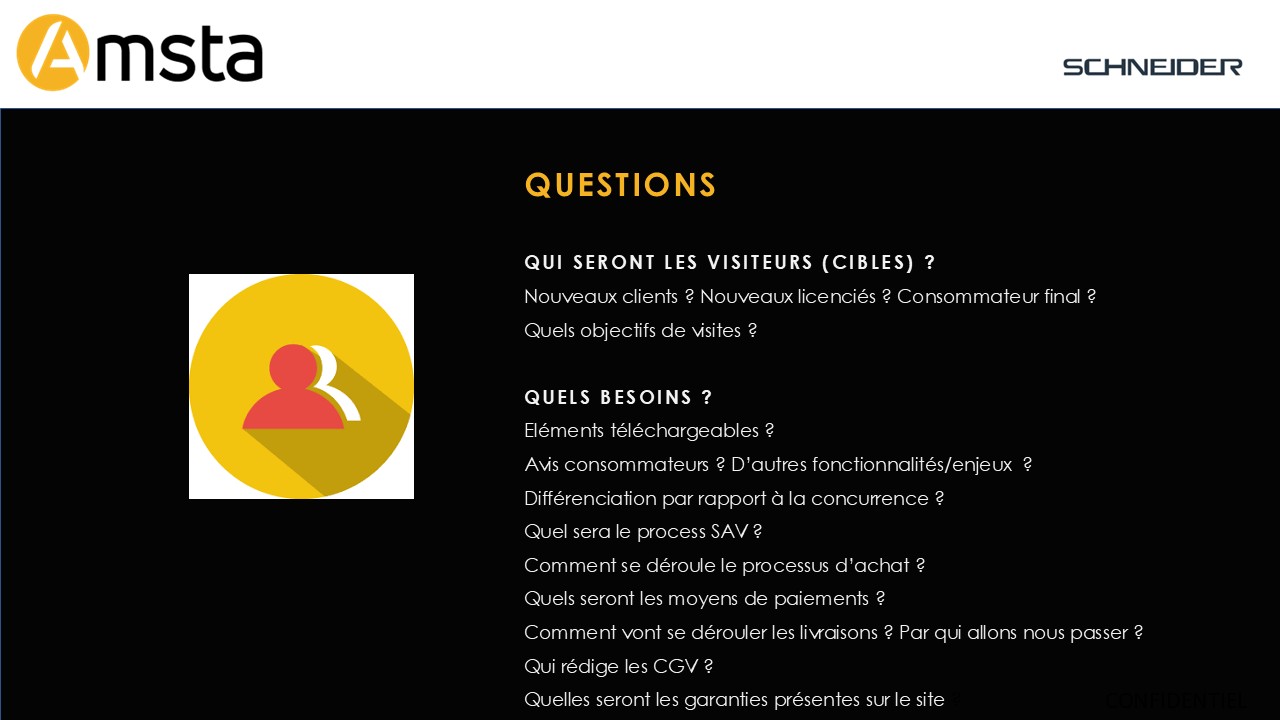 Amsta
SCHNEIDER
QUESTIONS
QUI SERONT LES VISITEURS (CIBLES) ?
Nouveaux clients ? Nouveaux licenciés ? Consommateur final ?
Quels objectifs de visites ?
QUELS BESOINS ?
Eléments téléchargeables ?
Avis consommateurs ? D’autres fonctionnalités/enjeux  ?
Différenciation par rapport à la concurrence ?
Quel sera le process SAV ?
Comment se déroule le processus d’achat ?
Quels seront les moyens de paiements ?
Comment vont se dérouler les livraisons ? Par qui allons nous passer ?
Qui rédige les CGV ?
Quelles seront les garanties présentes sur le site ?
CONFIDENTIEL